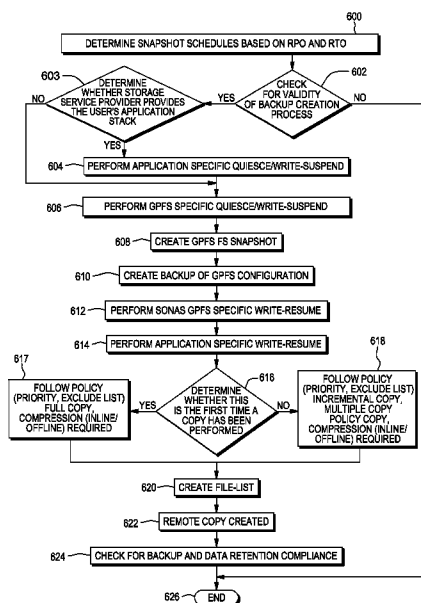 600
DETERMINE SNAPSHOT SCHEDULES BASED ON RPO AND RTO
603
602
DETERMINE
WHETHER STORAGE
SERVICE PROVIDER PROVIDES
THE USER'S APPLICATION
STACK
CHECK
FOR VALIDITY
OF BACKUP CREATION
PROCESS
NO
YES
NO
YES
604
PERFORM APPLICATION SPECIFIC QUIESCE/WRITE-SUSPEND
606
PERFORM GPFS SPECIFIC QUIESCE/WRITE-SUSPEND
608
CREATE GPFS FS SNAPSHOT
610
CREATE BACKUP OF GPFS CONFIGURATION
612
PERFORM SONAS GPFS SPECIFIC WRITE-RESUME
614
PERFORM APPLICATION SPECIFIC WRITE-RESUME
617
616
618
FOLLOW POLICY
(PRIORITY, EXCLUDE LIST)
FULL COPY,
COMPRESSION (INLINE/
OFFLINE) REQUIRED
YES
DETERMINE
WHETHER THIS
IS THE FIRST TIME A
COPY HAS BEEN
PERFORMED
NO
FOLLOW POLICY
(PRIORITY, EXCLUDE LIST)
INCREMENTAL COPY,
MULTIPLE COPY
POLICY COPY,
COMPRESSION (INLINE/
OFFLINE) REQUIRED
620
CREATE FILE-LIST
622
REMOTE COPY CREATED
624
CHECK FOR BACKUP AND DATA RETENTION COMPLIANCE
626
END